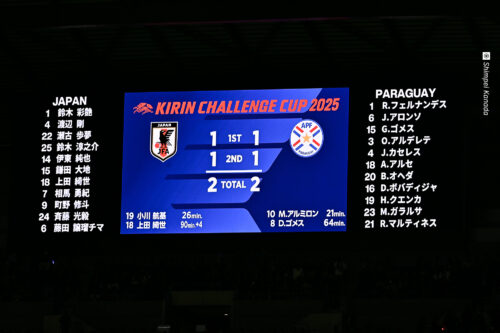 JAPAN
1 鈴木 彩艶
4 渡辺 剛
22 瀬古 歩夢
25 鈴木 淳之介
14 伊東 純也
15 鎌田 大地
18 上田 綺世
7 相馬 勇紀
9 町野 修斗
24 斉藤 光毅
6 藤田 譲瑠チマ
KIRIN CHALLENGE CUP 2025
JAPAN
JFA
APF
1 1ST 1
1 2ND 1
2 TOTAL 2
19 小川 航基 26min.
18 上田 綺世 90min.+4
10 M.アルミロン 21min.
8 D.ゴメス 64min.
PARAGUAY
1 R.フェルナンデス
6 J.アロンソ
15 G.ゴメス
3 O.アルデレテ
4 J.カセレス
18 A.アルセ
20 B.オヘダ
16 D.ボバディジャ
19 H.クエンカ
23 M.ガラルサ
21 R.マルティネス
Shimpei Kanada